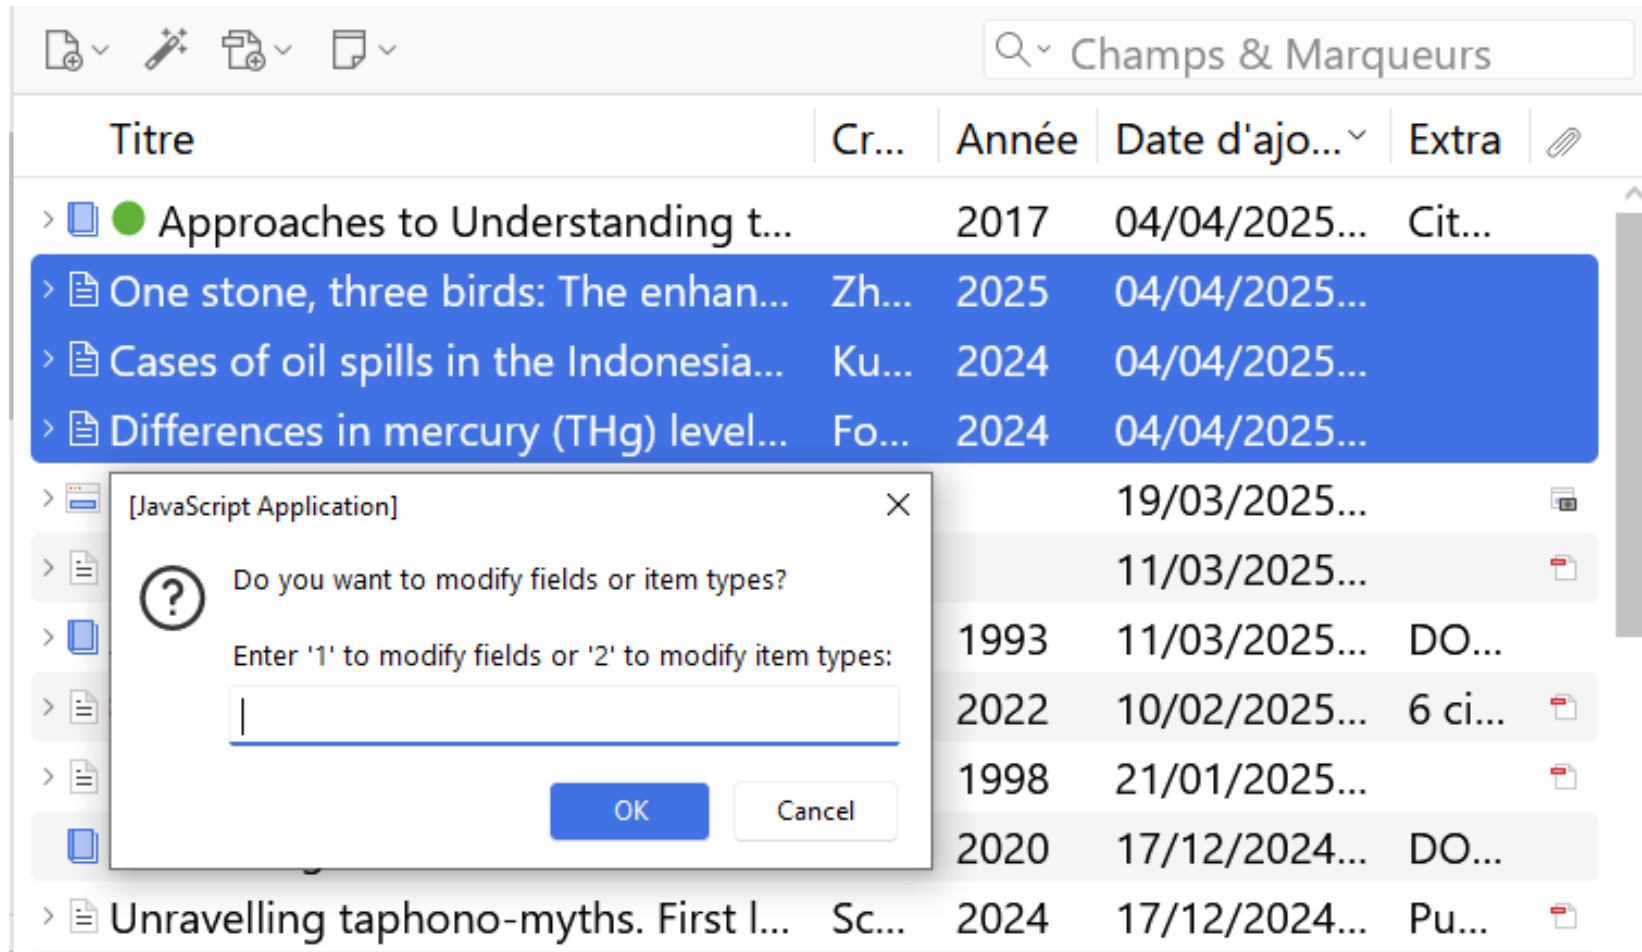 Champs & Marqueurs
Titre Cr... Année Date d'ajo... Extra
Approaches to Understanding t... 2017 04/04/2025... Cit...
One stone, three birds: The enhan... Zh... 2025 04/04/2025...
Cases of oil spills in the Indonesia... Ku... 2024 04/04/2025...
Differences in mercury (THg) level... Fo... 2024 04/04/2025...
19/03/2025...
[JavaScript Application]
11/03/2025...
Do you want to modify fields or item types?
1993 11/03/2025... DO...
Enter '1' to modify fields or '2' to modify item types:
2022 10/02/2025... 6 ci...
1998 21/01/2025...
OK Cancel
2020 17/12/2024... DO...
Unravelling taphono-myths. First l... Sc... 2024 17/12/2024... Pu...